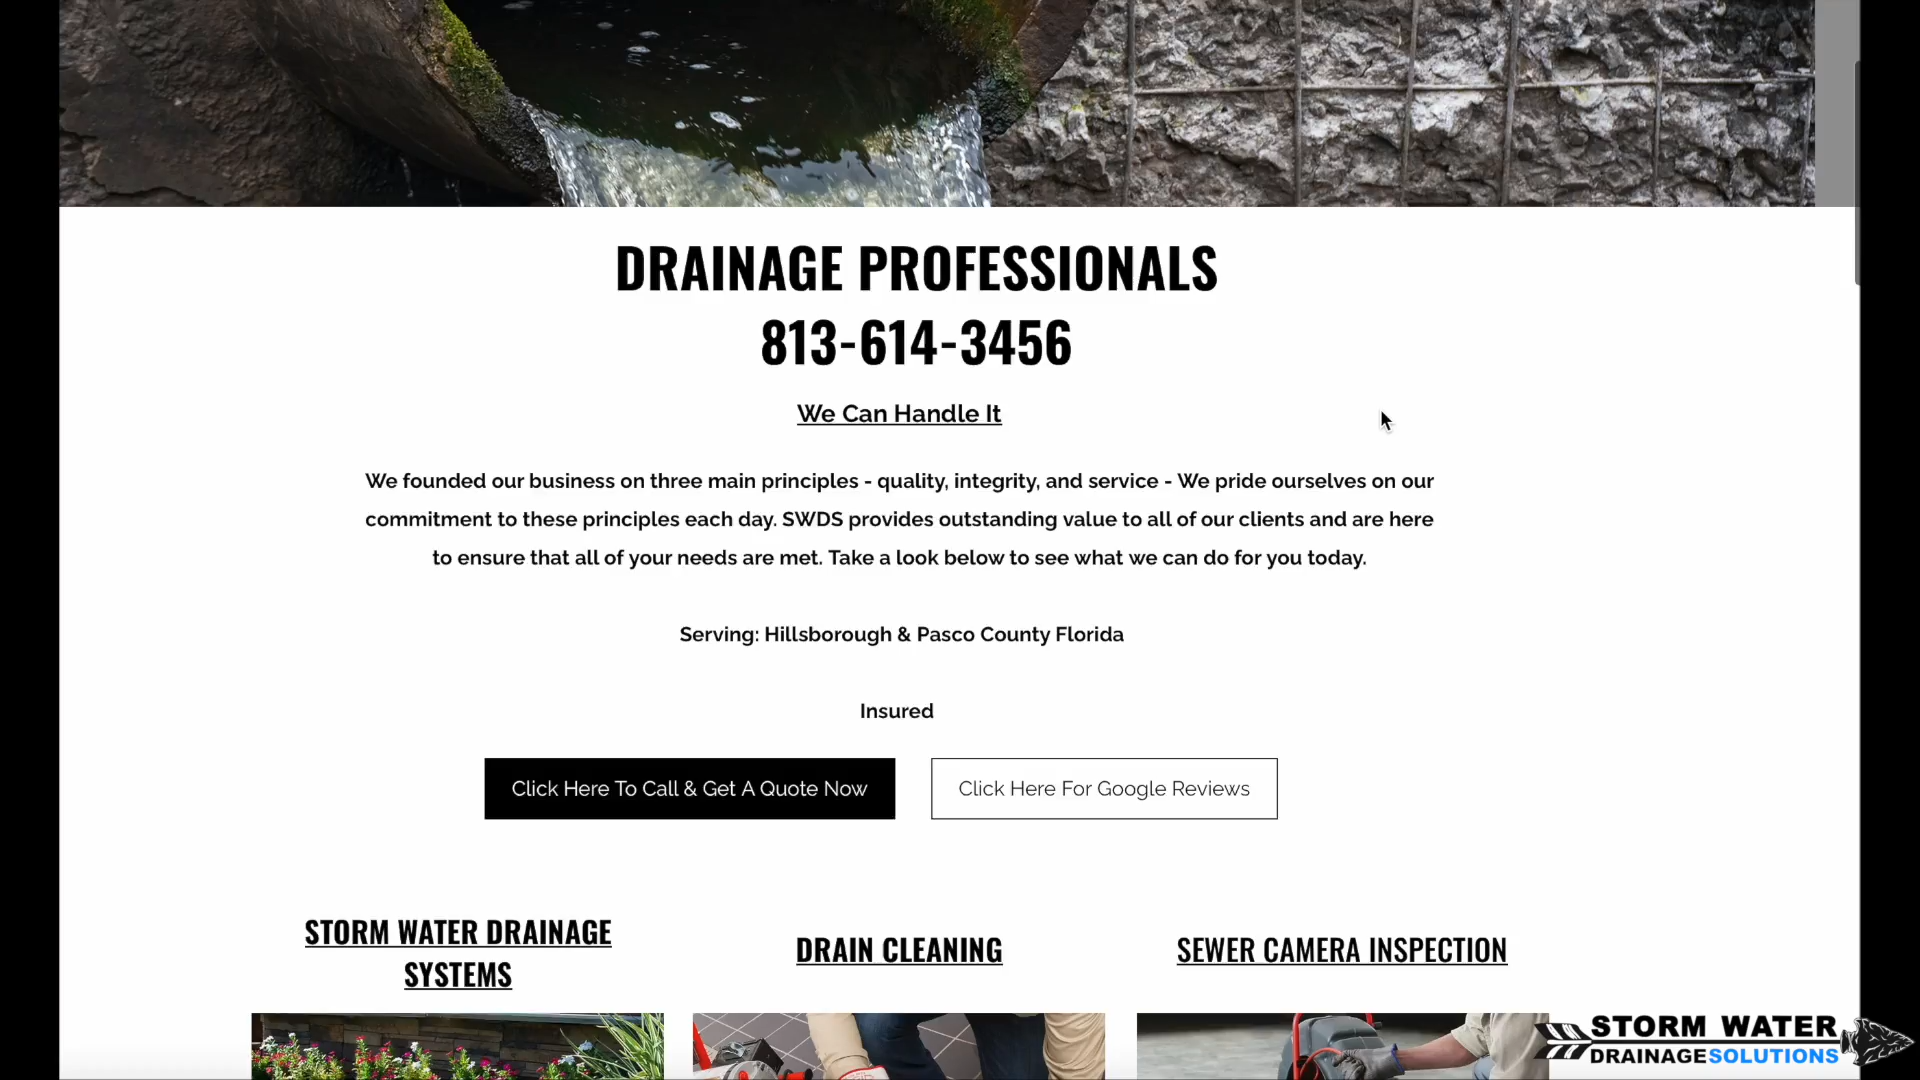 DRAINAGE PROFESSIONALS
813-614-3456
We Can Handle It
We founded our business on three main principles - quality, integrity, and service - We pride ourselves on our
commitment to these principles each day. SWDS provides outstanding value to all of our clients and are here
to ensure that all of your needs are met. Take a look below to see what we can do for you today.
Serving: Hillsborough & Pasco County Florida
Insured
Click Here To Call & Get A Quote Now
Click Here For Google Reviews
STORM WATER DRAINAGE
SYSTEMS
DRAIN CLEANING
SEWER CAMERA INSPECTION
STORM WATER
DRAINAGESOLUTIONS